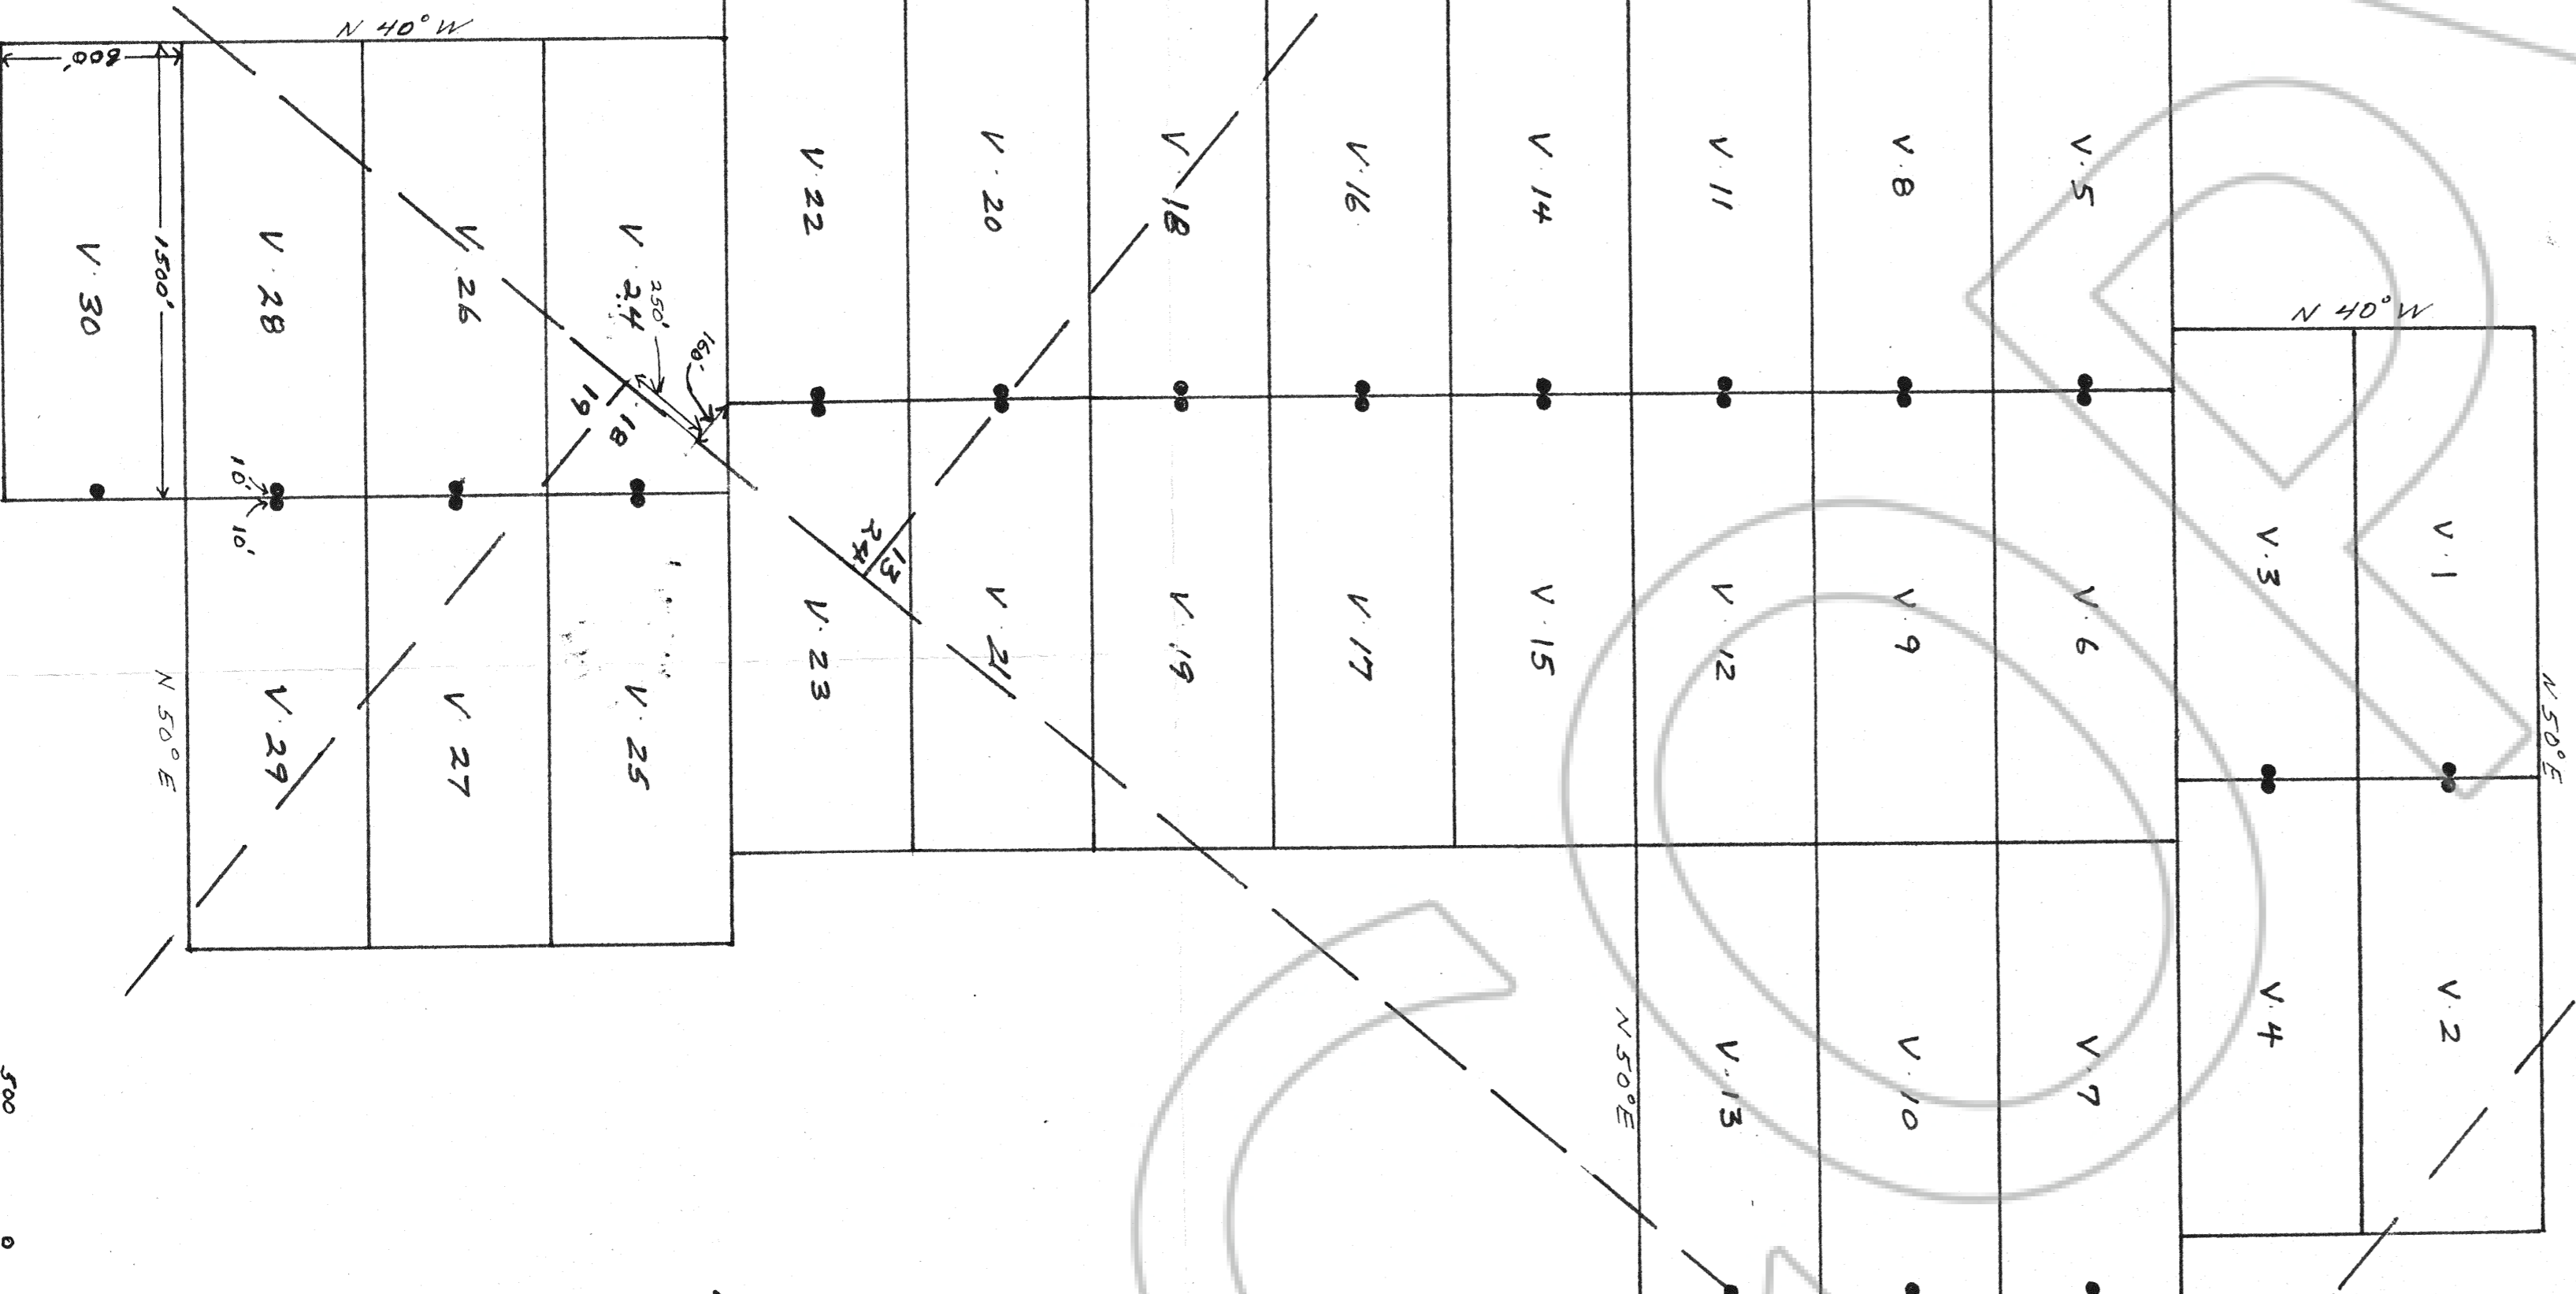 N 40° W
600'
1500'
V. 30
V. 28
V. 26
V. 24
250'
160'
19
18
10'
10'
V. 22
V. 20
V. 18
V. 16
V. 14
V. 11
V. 8
V. 5
N 40° W
V. 3
V. 1
24
13
V. 29
V. 27
V. 25
V. 23
V. 21
V. 19
V. 17
V. 15
V. 12
V. 9
V. 6
N 50° E
N 50° E
V. 13
V. 10
V. 7
V. 4
V. 2
N 50° E
500
0